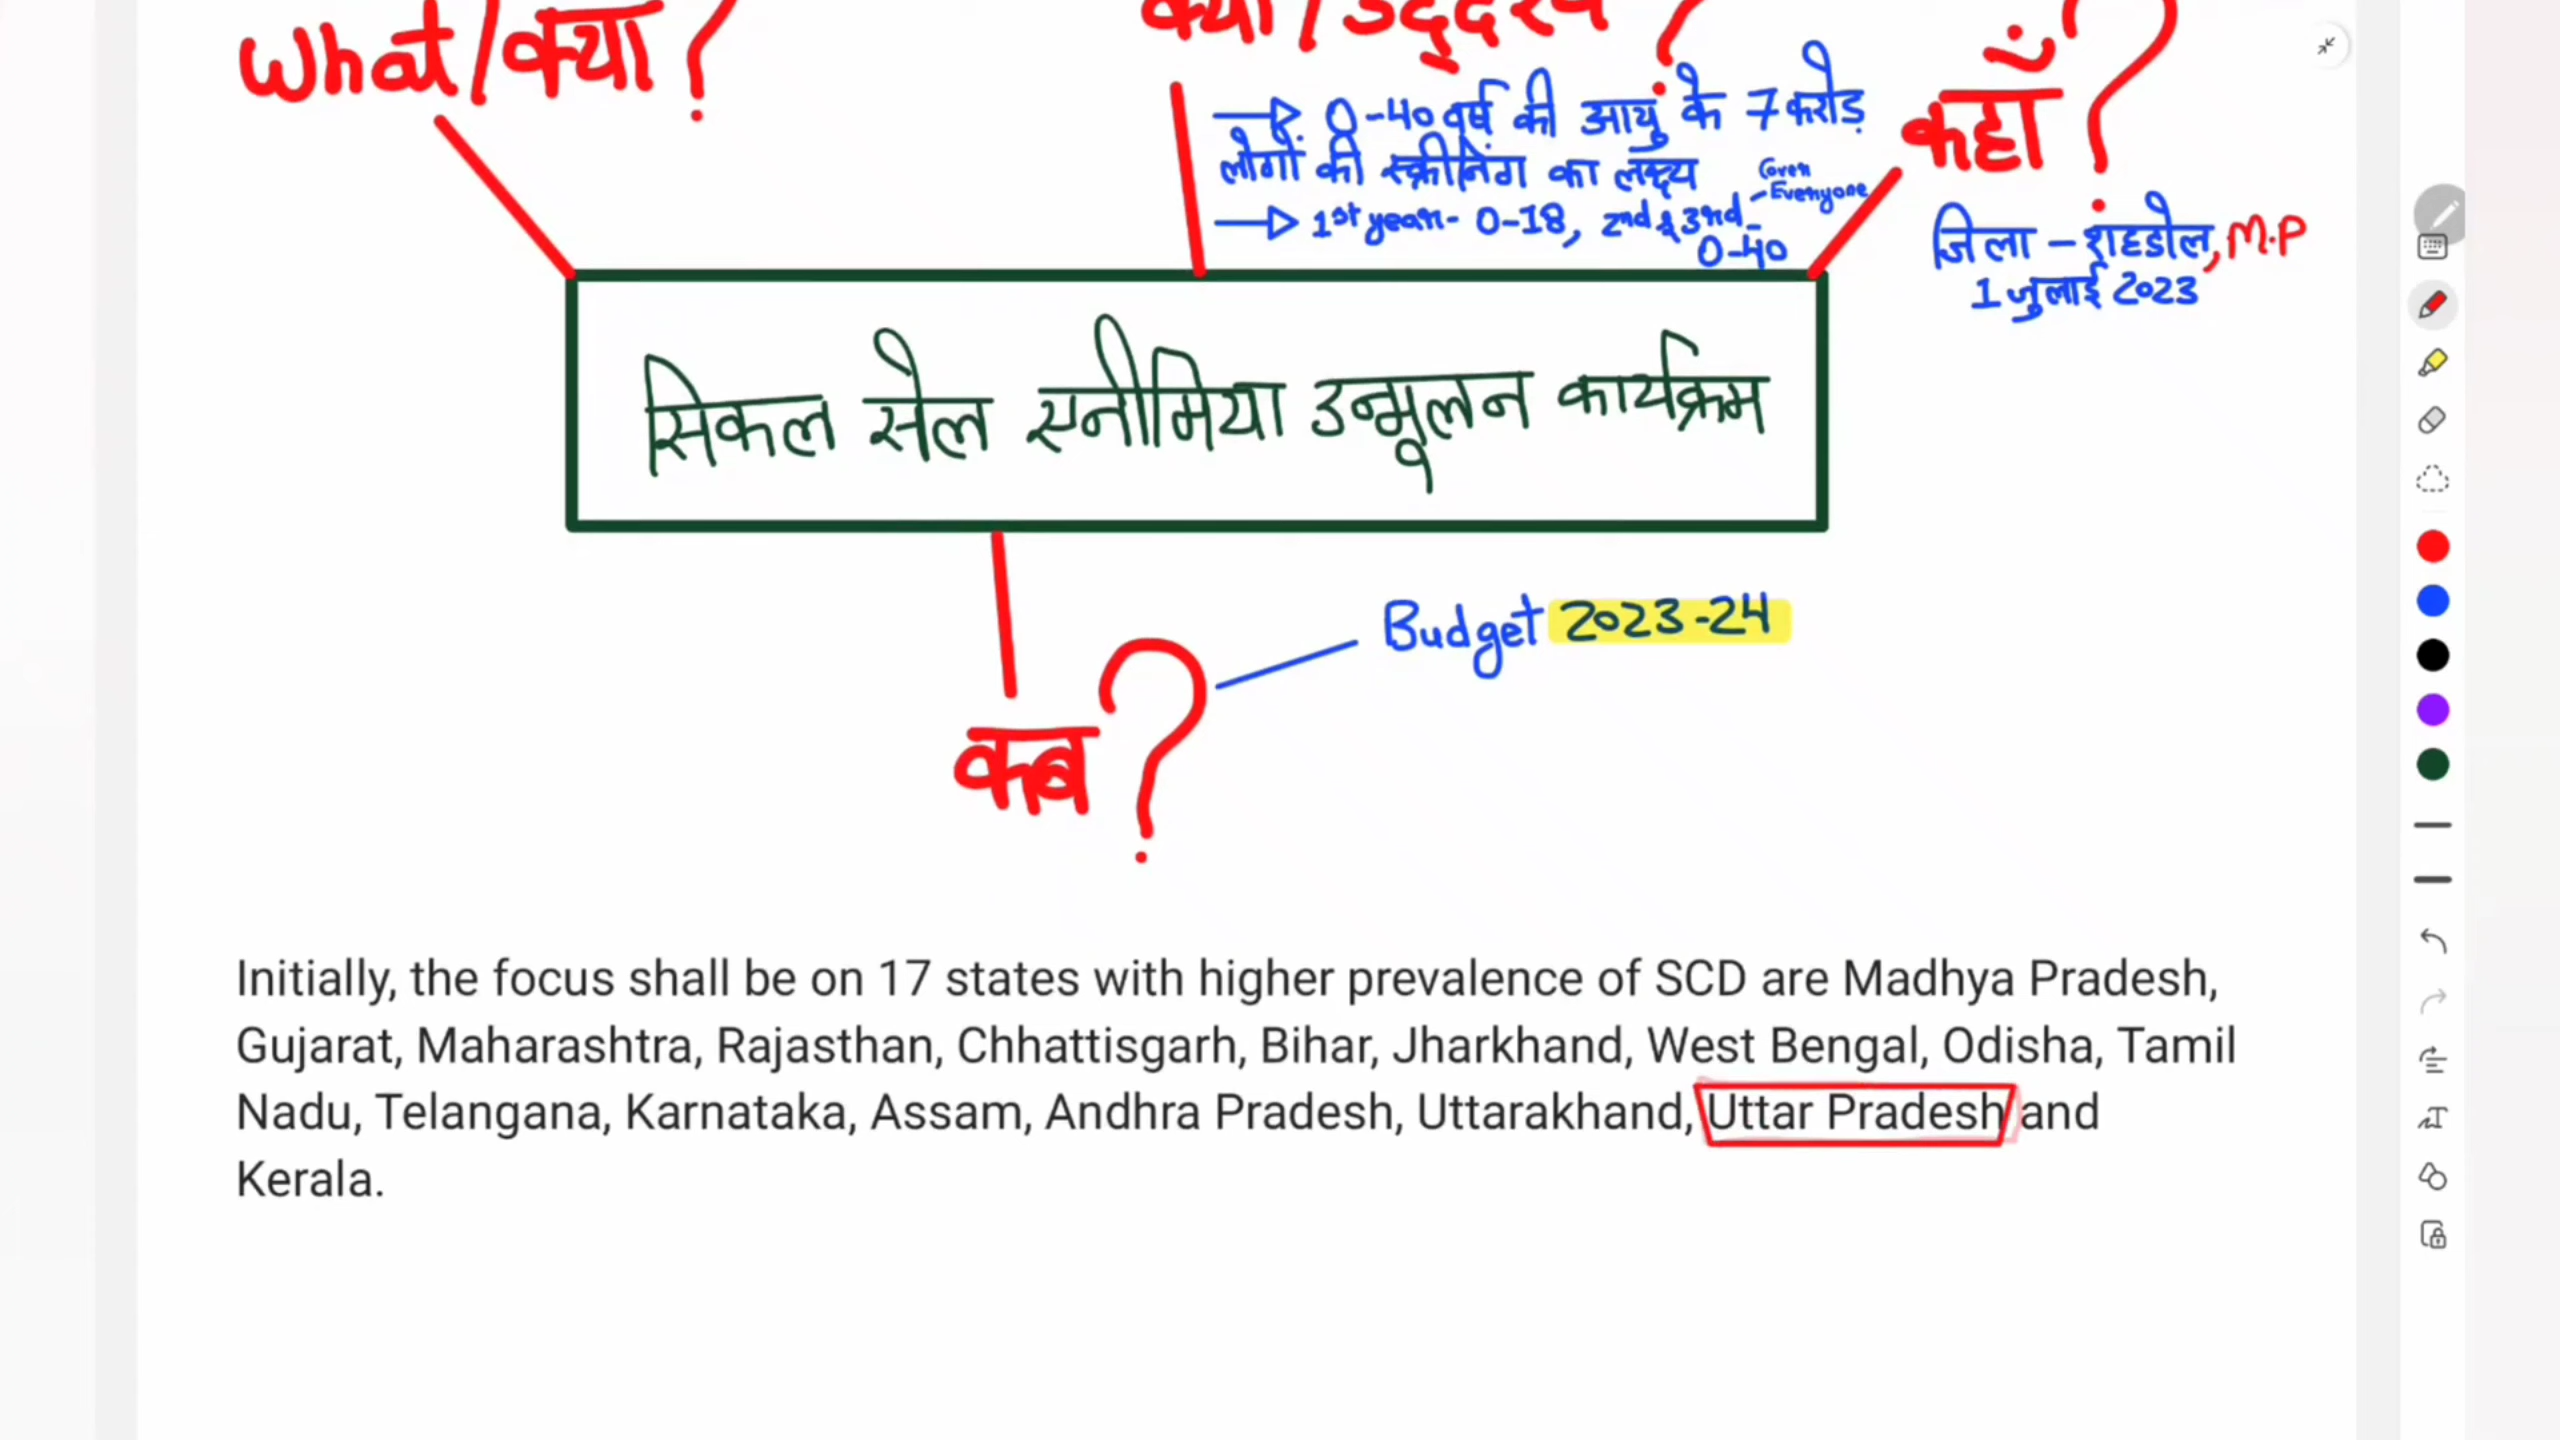 What/क्या?
क्यों/उद्देश्य?
→ 0-40 वर्ष की आयु के 7 करोड़
लोगों की स्क्रीनिंग का लक्ष्य
→ 1st year- 0-18, 2nd & 3rd - 0-40
Cover Everyone
कहाँ?
जिला - शहडोल, M.P
1 जुलाई 2023
सिकल सेल एनीमिया उन्मूलन कार्यक्रम
Budget 2023-24
कब?
Initially, the focus shall be on 17 states with higher prevalence of SCD are Madhya Pradesh,
Gujarat, Maharashtra, Rajasthan, Chhattisgarh, Bihar, Jharkhand, West Bengal, Odisha, Tamil
Nadu, Telangana, Karnataka, Assam, Andhra Pradesh, Uttarakhand, Uttar Pradesh and
Kerala.